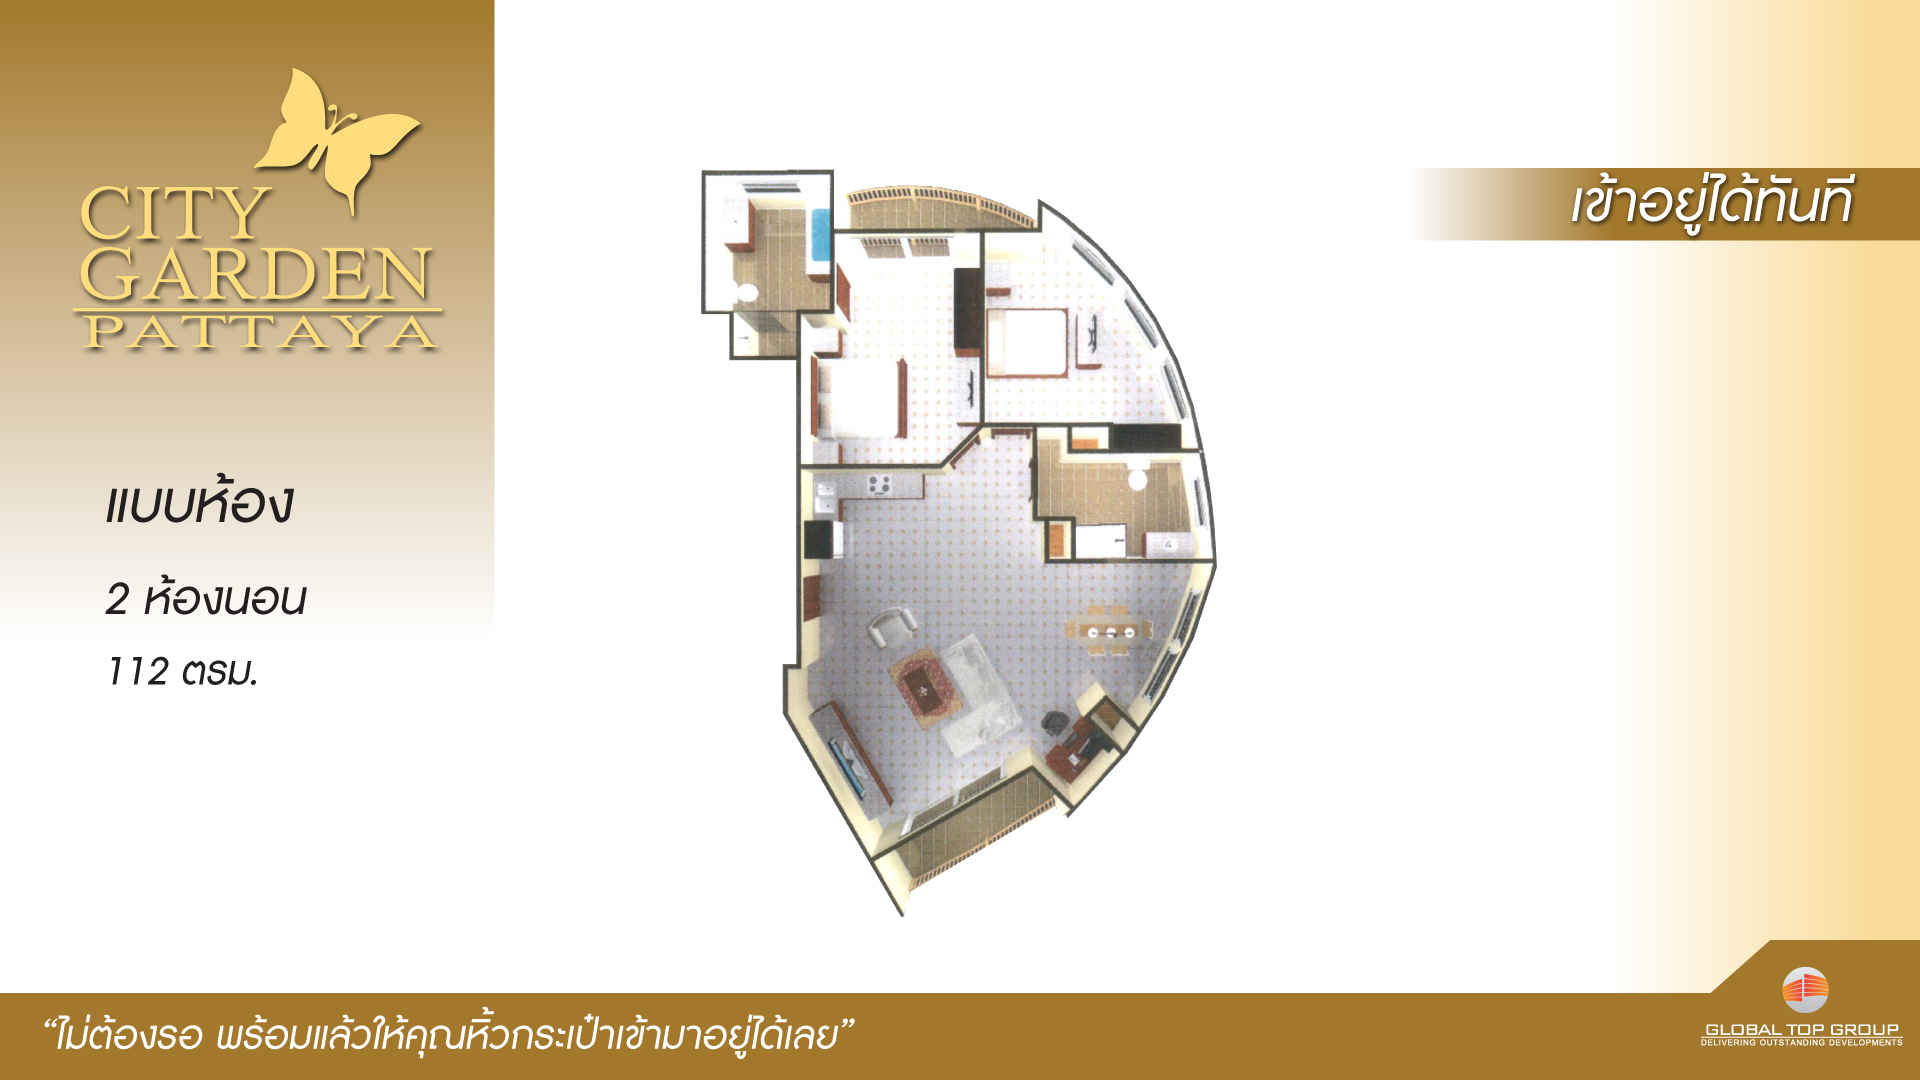 CITY
GARDEN
PATTAYA
เข้าอยู่ได้ทันที
แบบห้อง
2 ห้องนอน
112 ตรม.
“ไม่ต้องรอ พร้อมแล้วให้คุณหิ้วกระเป๋าเข้ามาอยู่ได้เลย”
GLOBAL TOP GROUP
DELIVERING OUTSTANDING DEVELOPMENTS